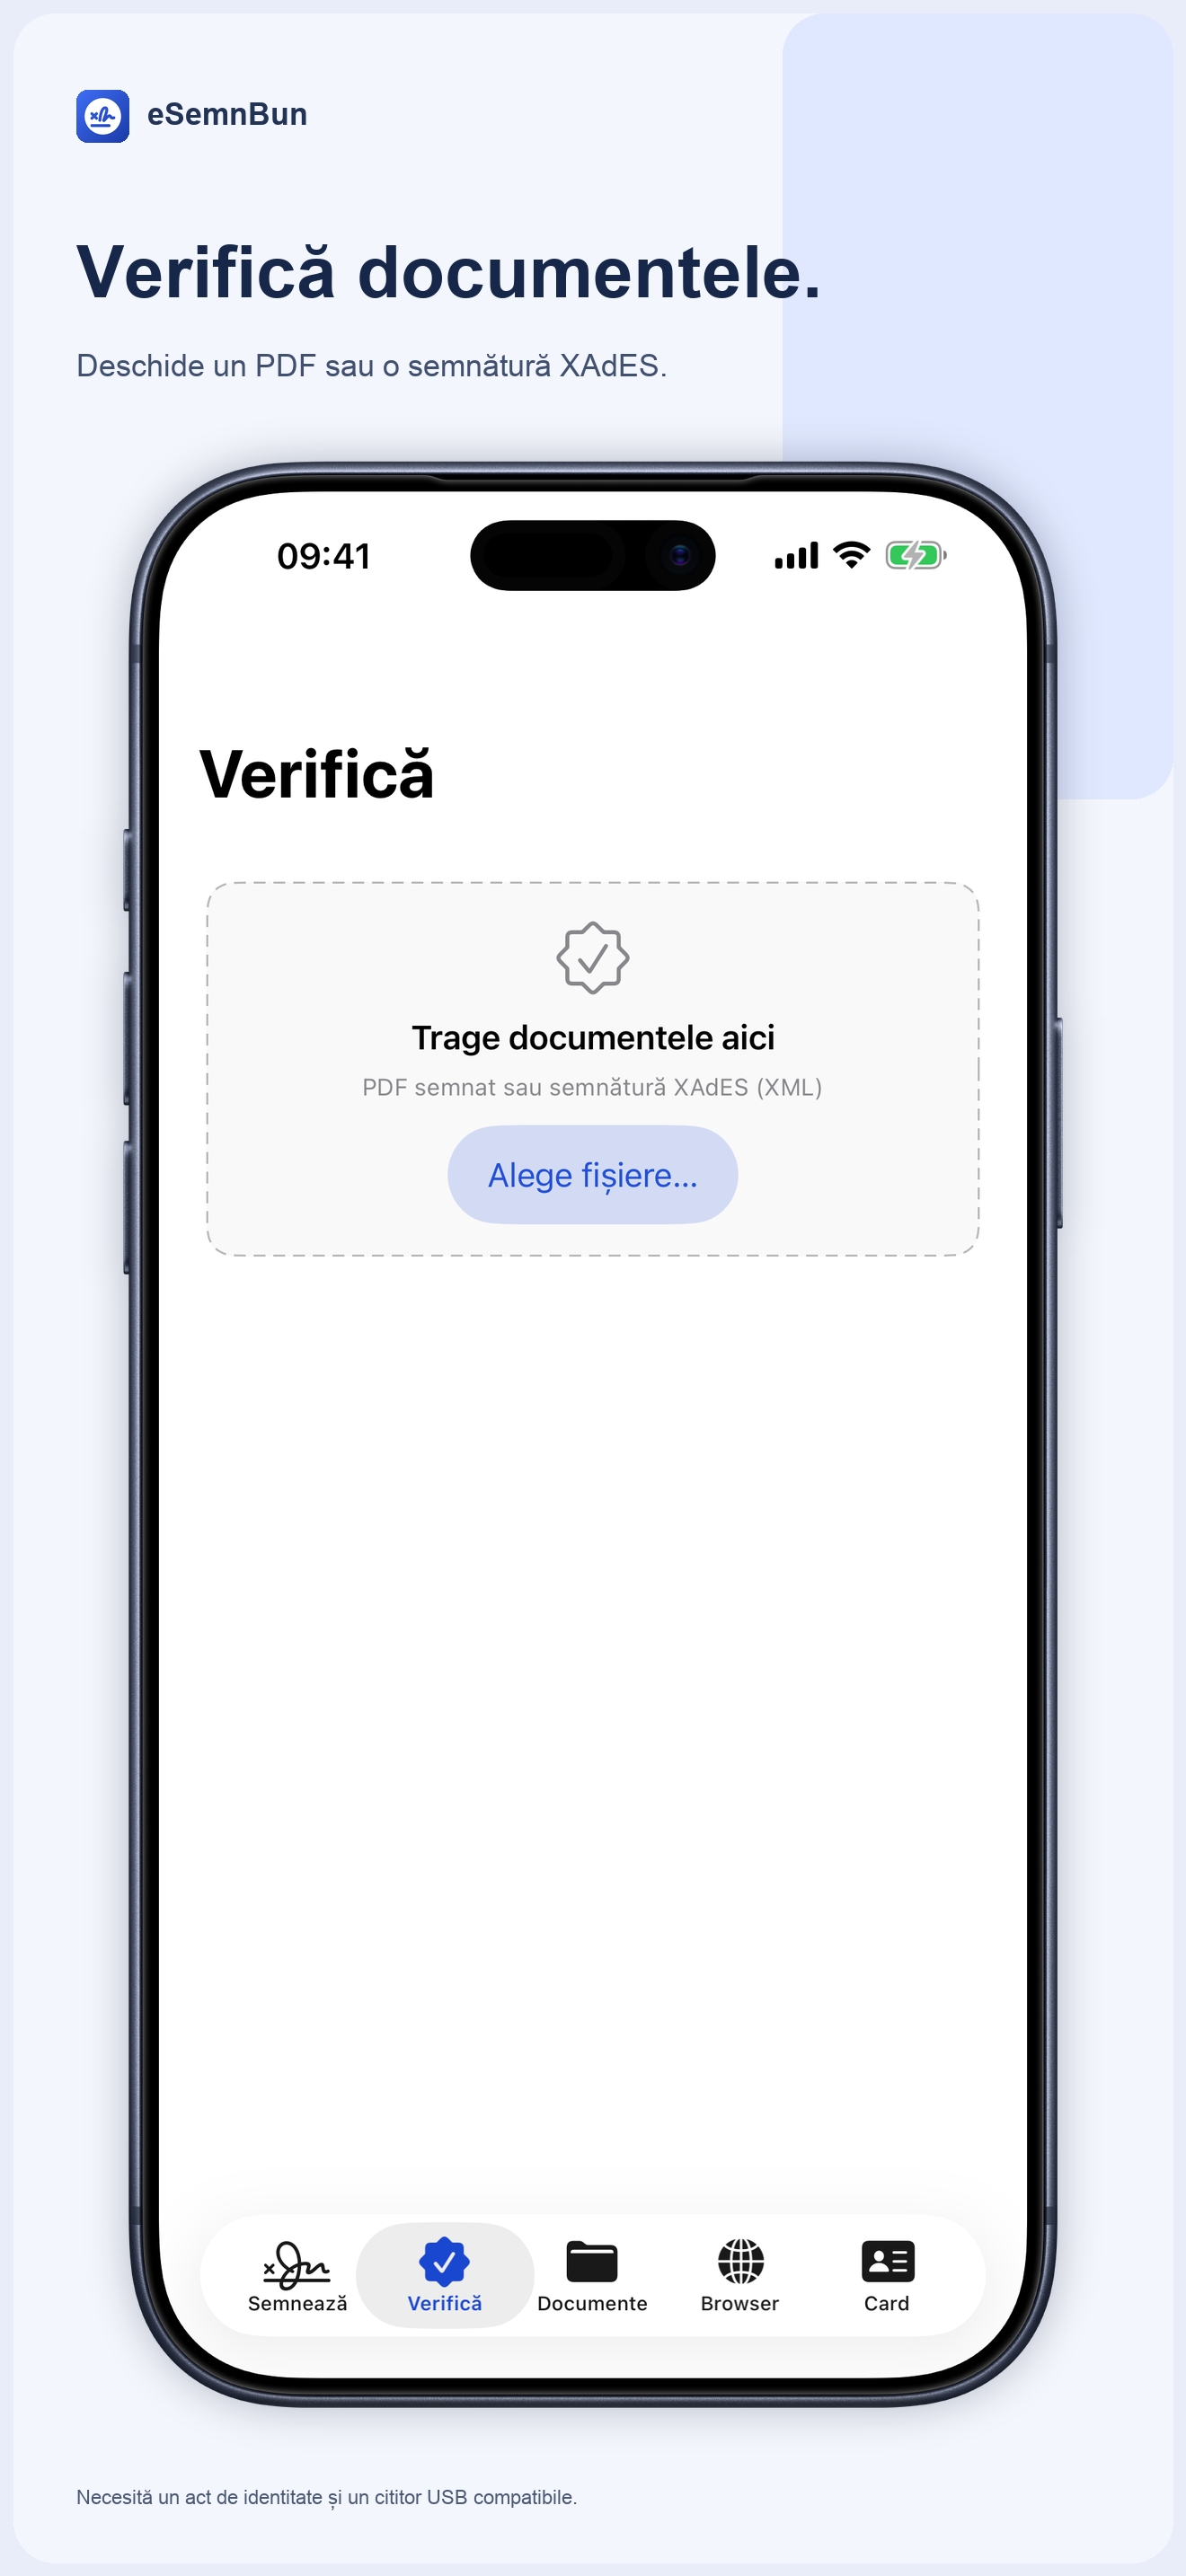 eSemnBun
Verifică documentele.
Deschide un PDF sau o semnătură XAdES.
09:41
Verifică
Trage documentele aici
PDF semnat sau semnătură XAdES (XML)
Alege fișiere...
Semnează
Verifică
Documente
Browser
Card
Necesită un act de identitate și un cititor USB compatibile.